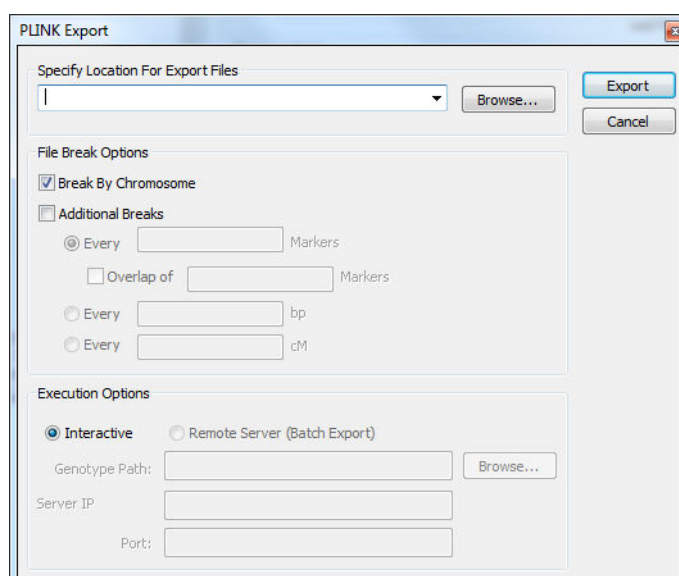 PLINK Export
Specify Location For Export Files
Browse...
Export
Cancel
File Break Options
Break By Chromosome
Additional Breaks
Every Markers
Overlap of Markers
Every bp
Every cM
Execution Options
Interactive Remote Server (Batch Export)
Genotype Path: Browse...
Server IP
Port: